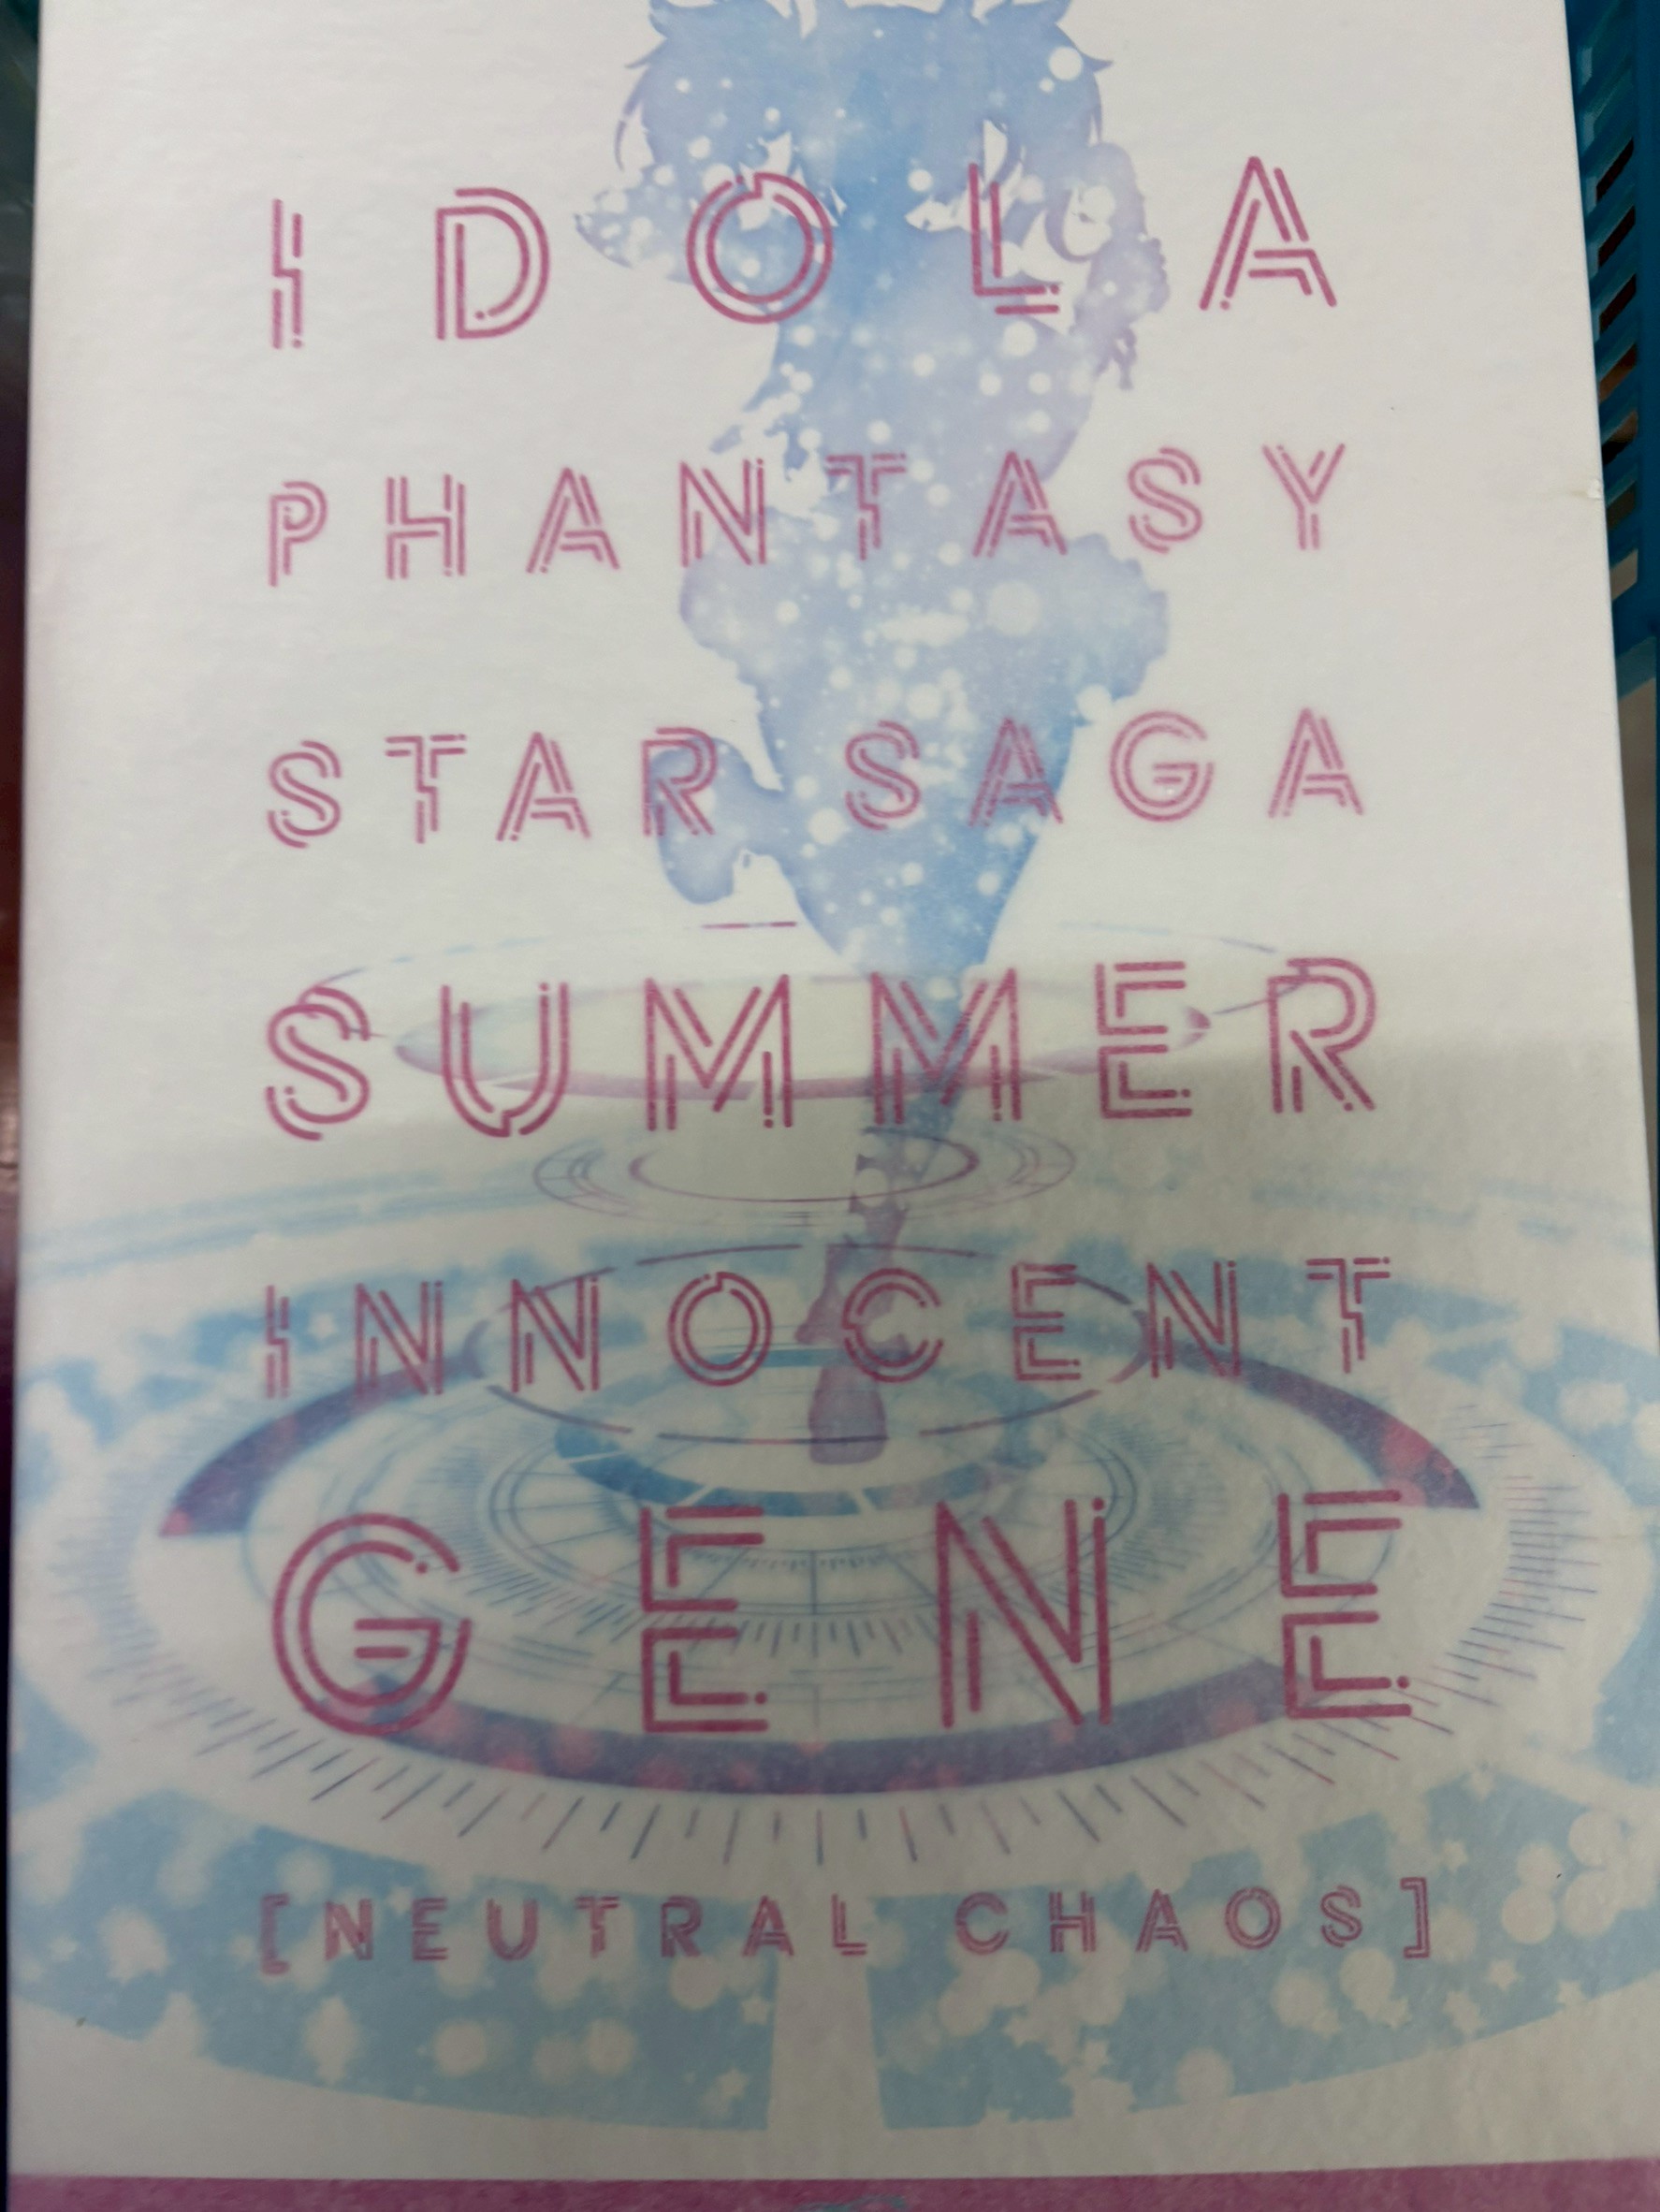 IDOLA
PHANTASY
STAR SAGA
SUMMER
INNOCENT
GENE
[NEUTRAL CHAOS]